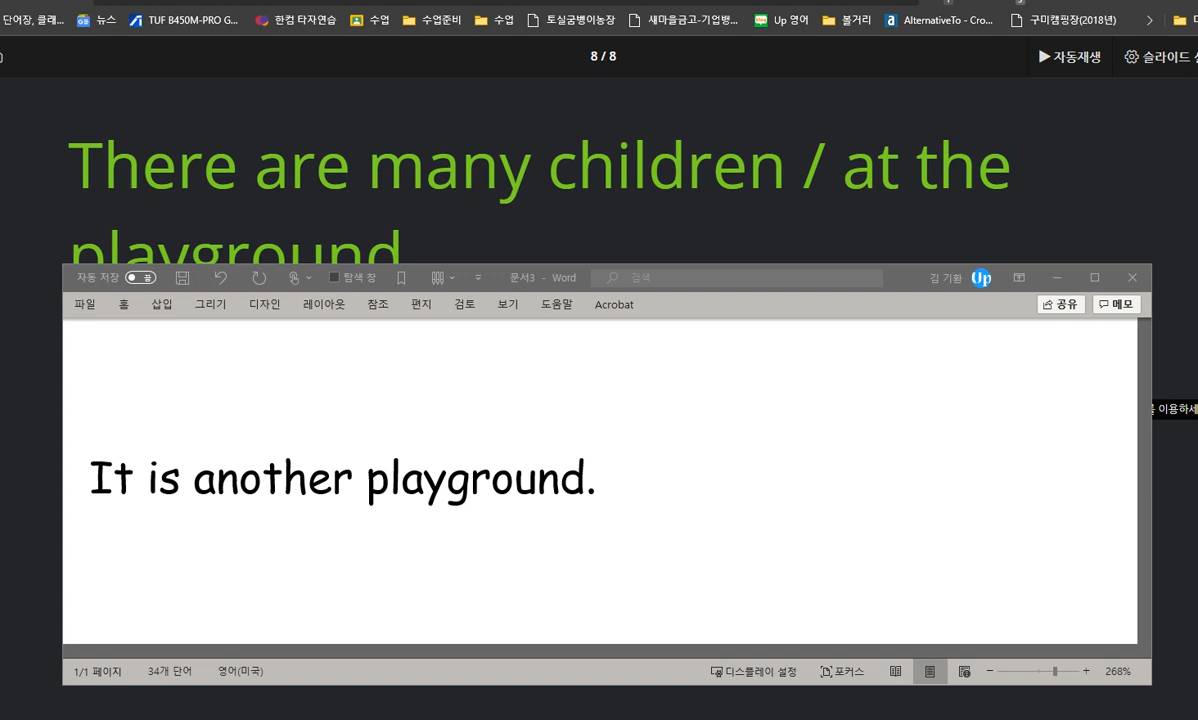 단어장, 클래... 뉴스 TUF B450M-PRO G... 한컴 타자연습 수업 수업준비 수업 토실굼벵이농장 새마을금고-기업뱅... Up 영어 볼거리 AlternativeTo - Cro... 구미캠핑장(2018년)
8 / 8 자동재생 슬라이드
There are many children / at the
playground
자동 저장 끔 탐색 창 문서3 - Word 검색 김 기환 Up
파일 홈 삽입 그리기 디자인 레이아웃 참조 편지 검토 보기 도움말 Acrobat 공유 메모
이용하세
It is another playground.
1/1 페이지 34개 단어 영어(미국) 디스플레이 설정 포커스 268%